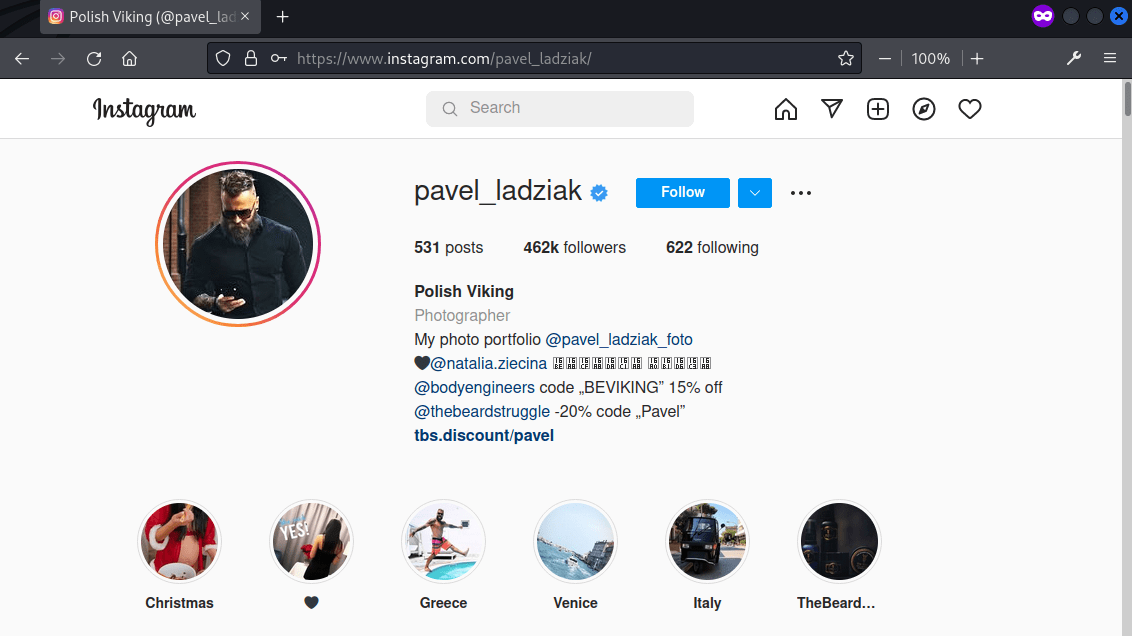 Polish Viking (@pavel_lad
https://www.instagram.com/pavel_ladziak/
100%
Instagram
Search
pavel_ladziak
Follow
531 posts 462k followers 622 following
Polish Viking
Photographer
My photo portfolio @pavel_ladziak_foto
🖤@natalia.ziecina
@bodyengineers code „BEVIKING” 15% off
@thebeardstruggle -20% code „Pavel”
tbs.discount/pavel
YES!
Christmas 🖤 Greece Venice Italy TheBeard…